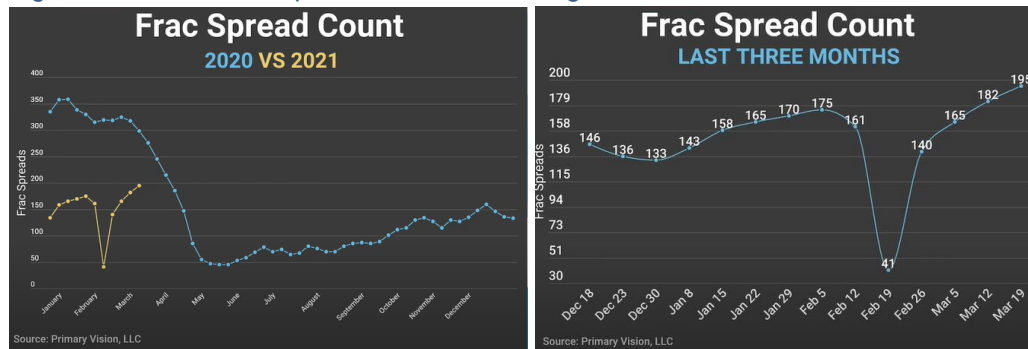 Frac Spread Count
2020 VS 2021
400
350
300
250
200
150
100
50
0
Frac Spreads
January
February
March
April
May
June
July
August
September
October
November
December
Source: Primary Vision, LLC
Frac Spread Count
LAST THREE MONTHS
200
179
158
136
115
94
73
51
30
Frac Spreads
146
136
133
143
158
165
170
175
161
41
140
165
182
195
Dec 18
Dec 23
Dec 30
Jan 8
Jan 15
Jan 22
Jan 29
Feb 5
Feb 12
Feb 19
Feb 26
Mar 5
Mar 12
Mar 19
Source: Primary Vision, LLC